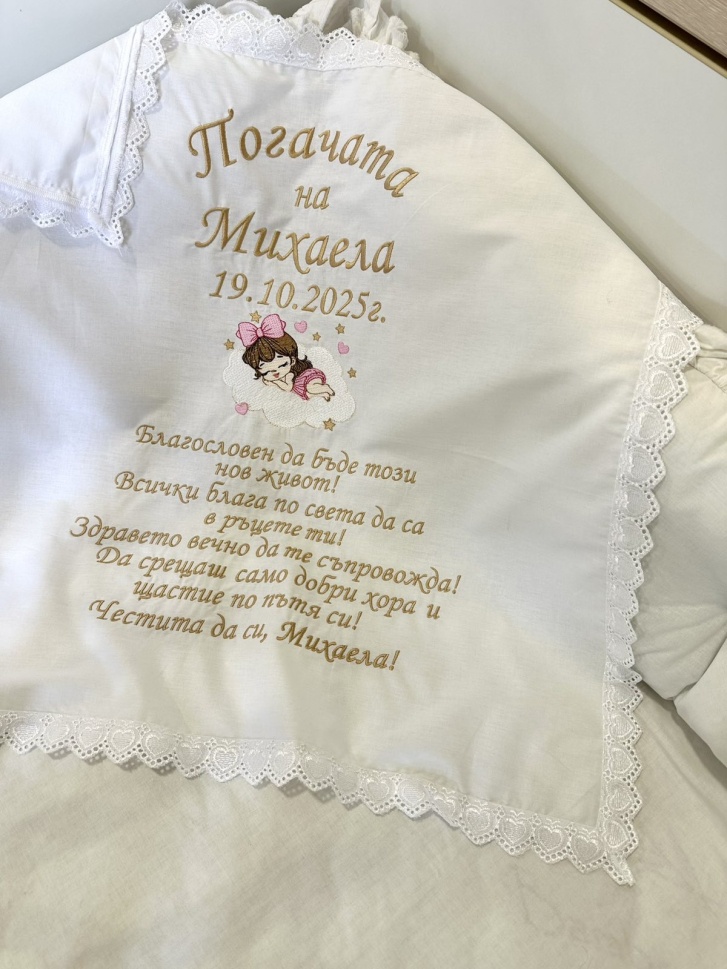 Погачата
на
Михаела
19.10.2025г.
Благословен да бъде този
нов живот!
Всички блага по света да са
в ръцете ти!
Здравето вечно да те съпровожда!
Да срещаш само добри хора и
щастие по пътя си!
Честита да си, Михаела!